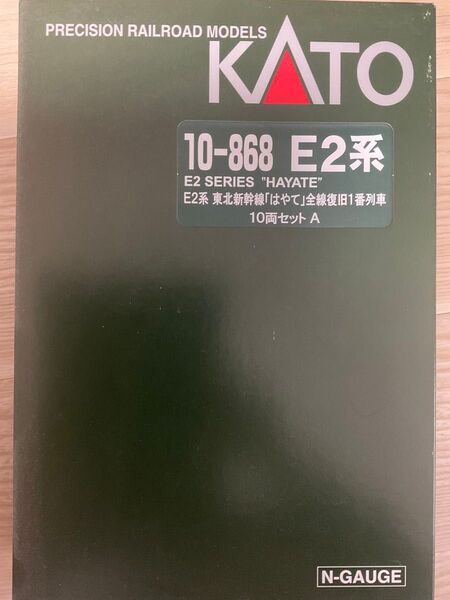 PRECISION RAILROAD MODELS
KATO
10-868 E2系
E2 SERIES "HAYATE"
E2系 東北新幹線「はやて」全線復旧1番列車
10両セット A
N-GAUGE